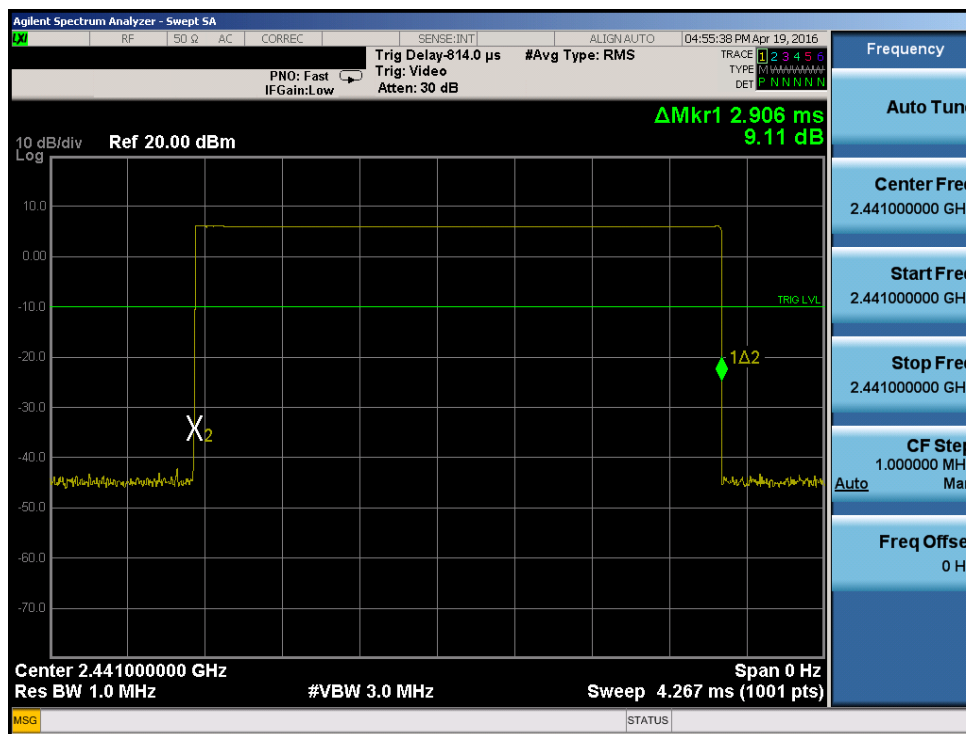 Agilent Spectrum Analyzer - Swept SA
LXI RF 50 Ω AC CORREC SENSE:INT ALIGN AUTO 04:55:38 PM Apr 19, 2016
Trig Delay-814.0 µs #Avg Type: RMS TRACE 1 2 3 4 5 6
PNO: Fast Trig: Video TYPE M WWWWW
IFGain:Low Atten: 30 dB DET P N N N N N
ΔMkr1 2.906 ms
9.11 dB
10 dB/div Ref 20.00 dBm
Log
10.0
0.00
-10.0
TRIG LVL
-20.0
1Δ2
-30.0
2
-40.0
-50.0
-60.0
-70.0
Center 2.441000000 GHz Span 0 Hz
Res BW 1.0 MHz #VBW 3.0 MHz Sweep 4.267 ms (1001 pts)
MSG STATUS
Frequency
Auto Tun
Center Fre
2.441000000 GH
Start Fre
2.441000000 GH
Stop Fre
2.441000000 GH
CF Step
1.000000 MH
Auto Ma
Freq Offse
0 H